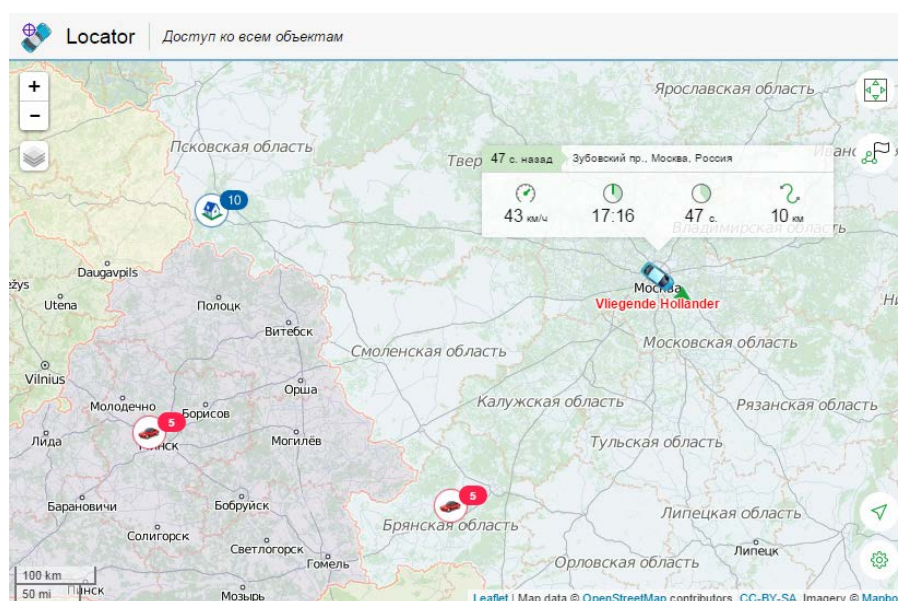 Locator
Доступ ко всем объектам
+
−
Ярославская область
Псковская область
Твер
47 с. назад
Зубовский пр., Москва, Россия
Ивано
43 км/ч
17:16
47 с.
10 км
Владимирская область
10
Daugavpils
Utena
Полоцк
Москва
Vliegende Hollander
Витебск
Смоленская область
Московская область
Vilnius
Орша
Молодечно
Борисов
5
Калужская область
Рязанская область
Лида
Минск
Могилёв
Тульская область
5
Барановичи
Бобруйск
Брянская область
Липецкая область
Солигорск
Светлогорск
Липецк
Гомель
Орловская область
100 km
50 mi
Пинск
Мозырь
Leaflet | Map data © OpenStreetMap contributors, CC-BY-SA, Imagery © Mapbo